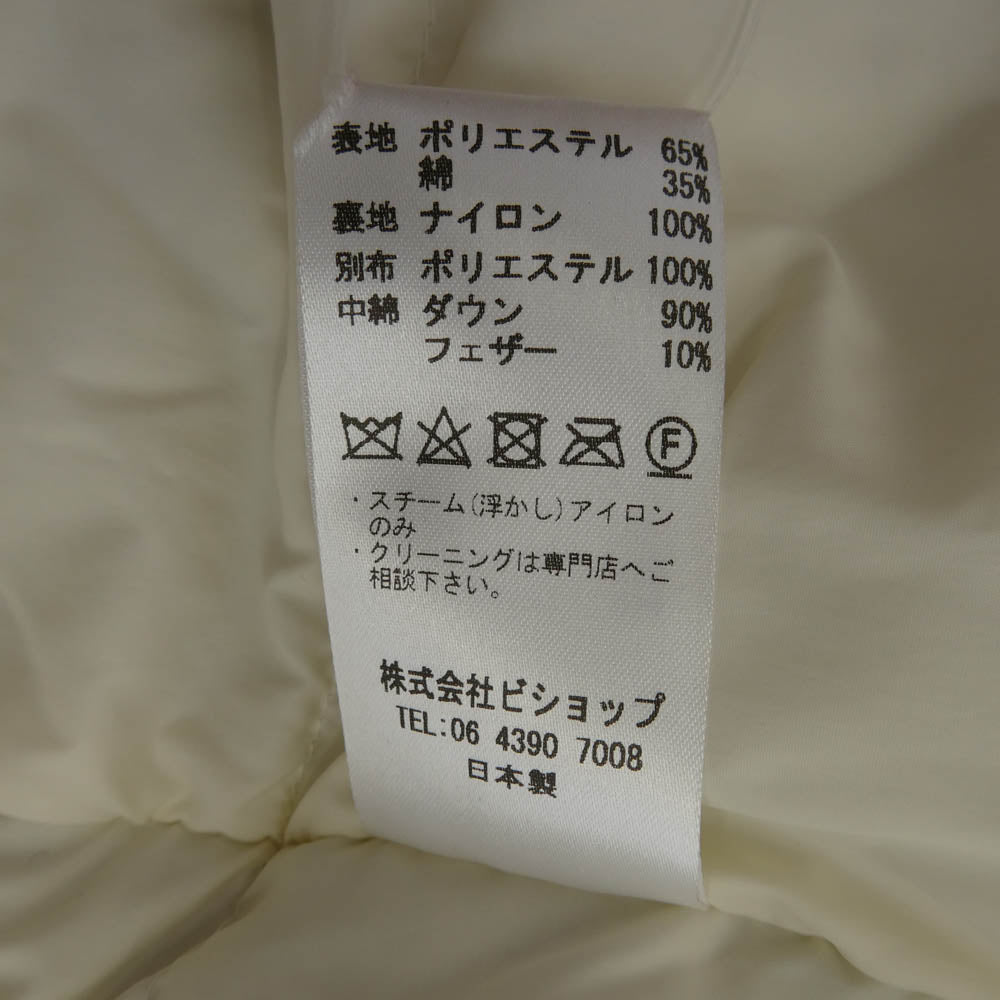 表地 ポリエステル 65%
綿 35%
裏地 ナイロン 100%
別布 ポリエステル 100%
中綿 ダウン 90%
フェザー 10%
F
・スチーム(浮かし)アイロン
のみ
・クリーニングは専門店へご
相談下さい。
株式会社ビショップ
TEL:06 4390 7008
日本製